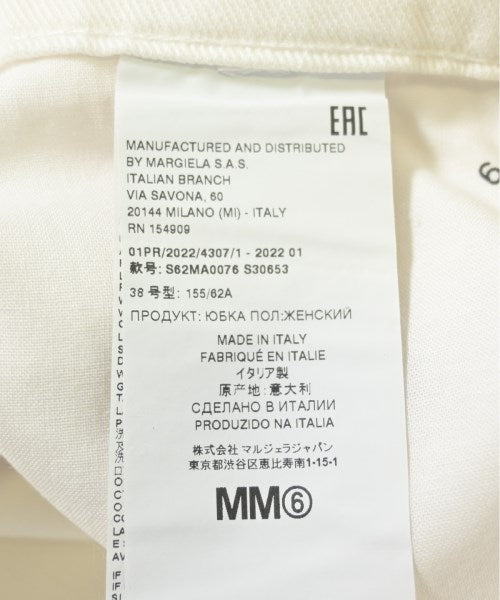 EAC
MANUFACTURED AND DISTRIBUTED
BY MARGIELA S.A.S.
ITALIAN BRANCH
VIA SAVONA, 60
20144 MILANO (MI) - ITALY
RN 154909
01PR/2022/4307/1 - 2022 01
款号: S62MA0076 S30653
38 号型: 155/62A
ПРОДУКТ: ЮБКА ПОЛ:ЖЕНСКИЙ
MADE IN ITALY
FABRIQUÉ EN ITALIE
イタリア製
原产地: 意大利
СДЕЛАНО В ИТАЛИИ
PRODUZIDO NA ITALIA
株式会社 マルジェラジャパン
東京都渋谷区恵比寿南1-15-1
MM⑥
6